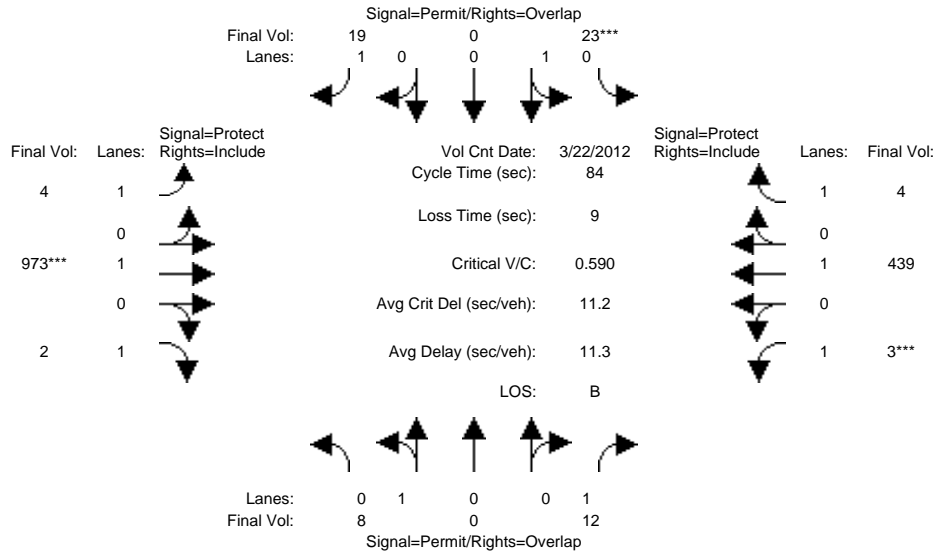 Signal=Permit/Rights=Overlap
Final Vol: 19 0 23***
Lanes: 1 0 0 1 0
Signal=Protect Signal=Protect
Final Vol: Lanes: Rights=Include Vol Cnt Date: 3/22/2012 Rights=Include Lanes: Final Vol:
Cycle Time (sec): 84
4 1 1 4
Loss Time (sec): 9
0 0
973*** 1 Critical V/C: 0.590 1 439
0 Avg Crit Del (sec/veh): 11.2 0
2 1 Avg Delay (sec/veh): 11.3 1 3***
LOS: B
Lanes: 0 1 0 0 1
Final Vol: 8 0 12
Signal=Permit/Rights=Overlap